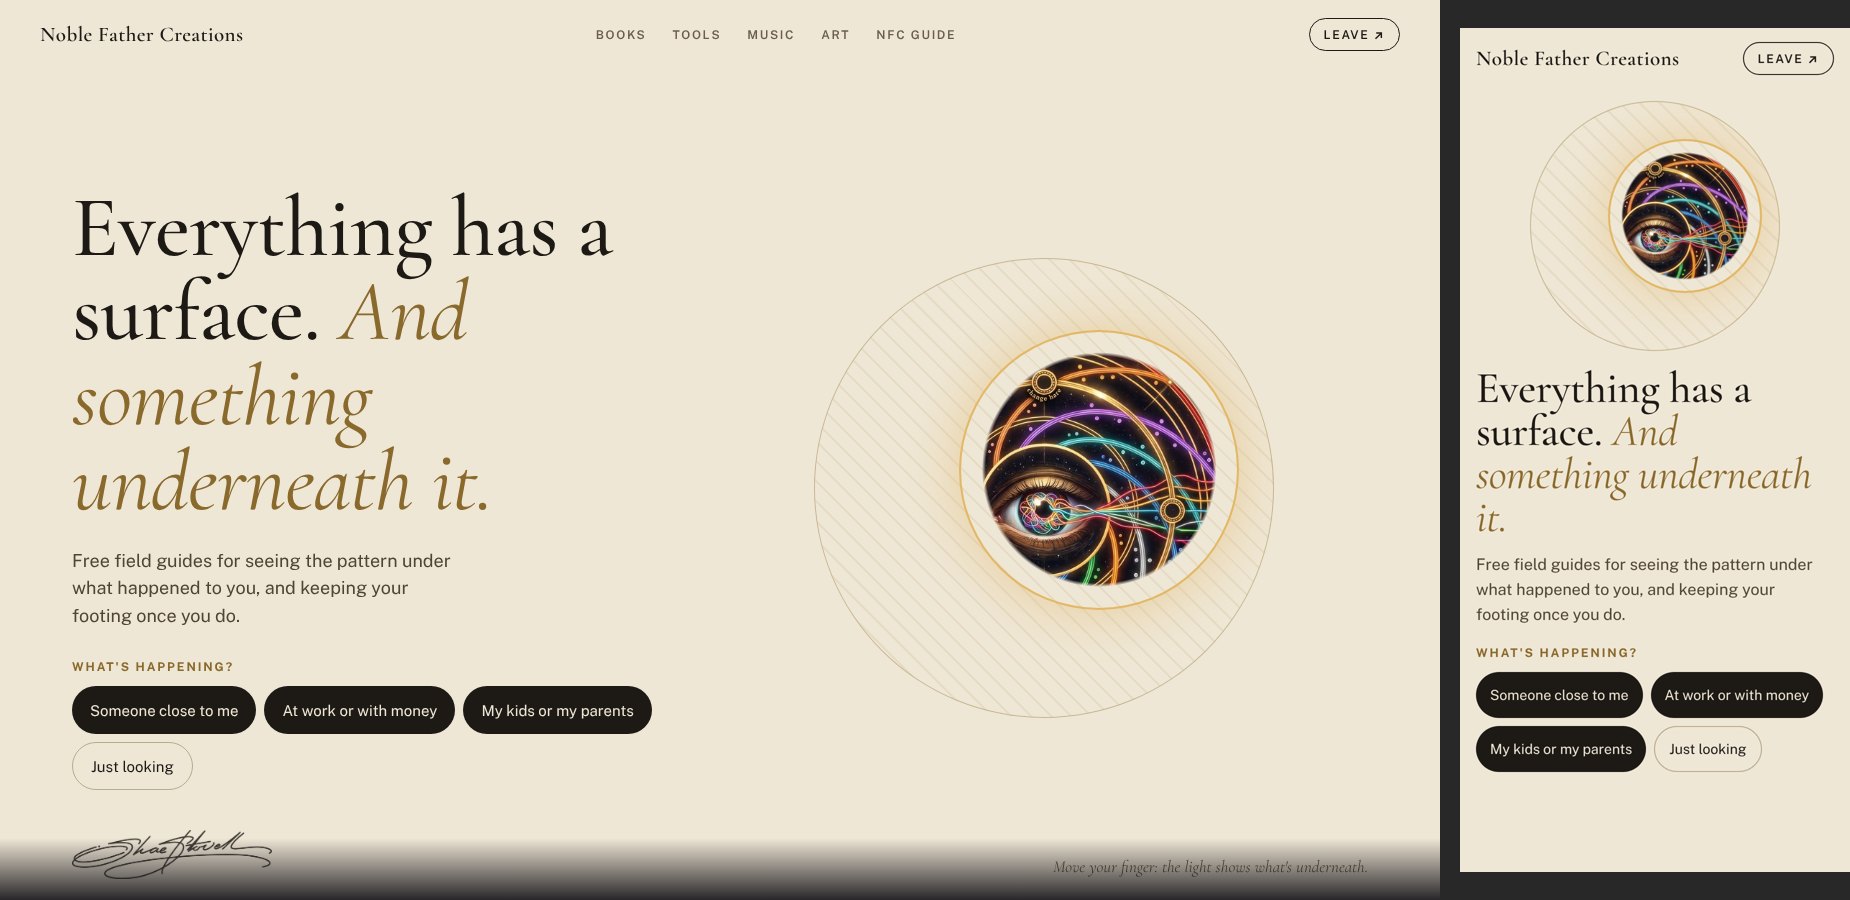 Noble Father Creations
BOOKS TOOLS MUSIC ART NFC GUIDE
LEAVE ↗
Everything has a
surface. And
something
underneath it.
Free field guides for seeing the pattern under
what happened to you, and keeping your
footing once you do.
WHAT'S HAPPENING?
Someone close to me
At work or with money
My kids or my parents
Just looking
change here
Shae Stovell
Move your finger: the light shows what's underneath.
Noble Father Creations
LEAVE ↗
Everything has a
surface. And
something underneath
it.
Free field guides for seeing the pattern under
what happened to you, and keeping your
footing once you do.
WHAT'S HAPPENING?
Someone close to me
At work or with money
My kids or my parents
Just looking